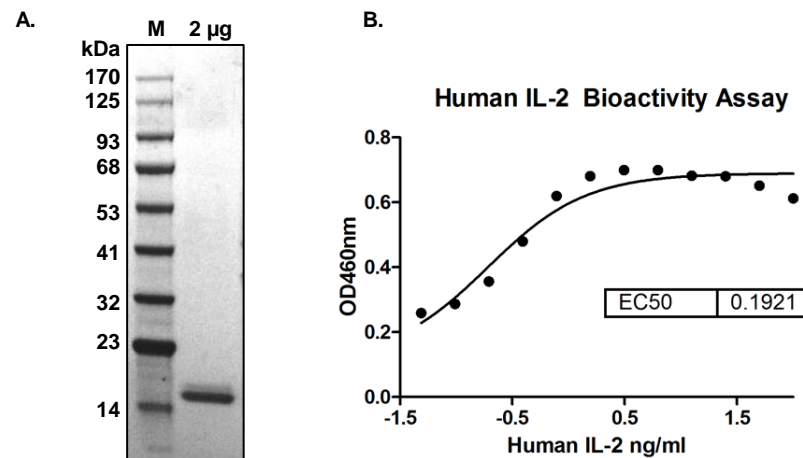 A.
M 2 µg
kDa
170
125
93
68
53
41
32
23
14
B.
Human IL-2 Bioactivity Assay
0.8
0.6
0.4
0.2
0.0
OD460nm
EC50 0.1921
-1.5 -0.5 0.5 1.5
Human IL-2 ng/ml